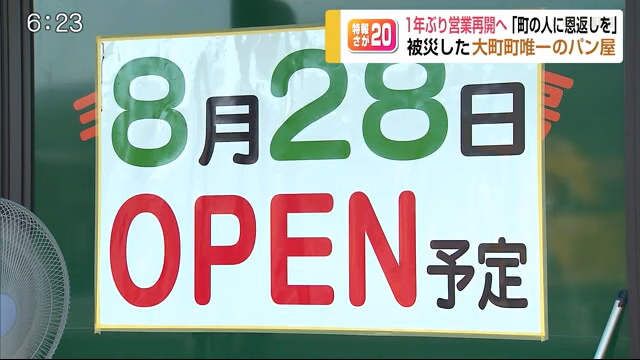 6:23
特報
さが
20
1年ぶり営業再開へ「町の人に恩返しを」
被災した大町町唯一のパン屋
8月28日
OPEN予定